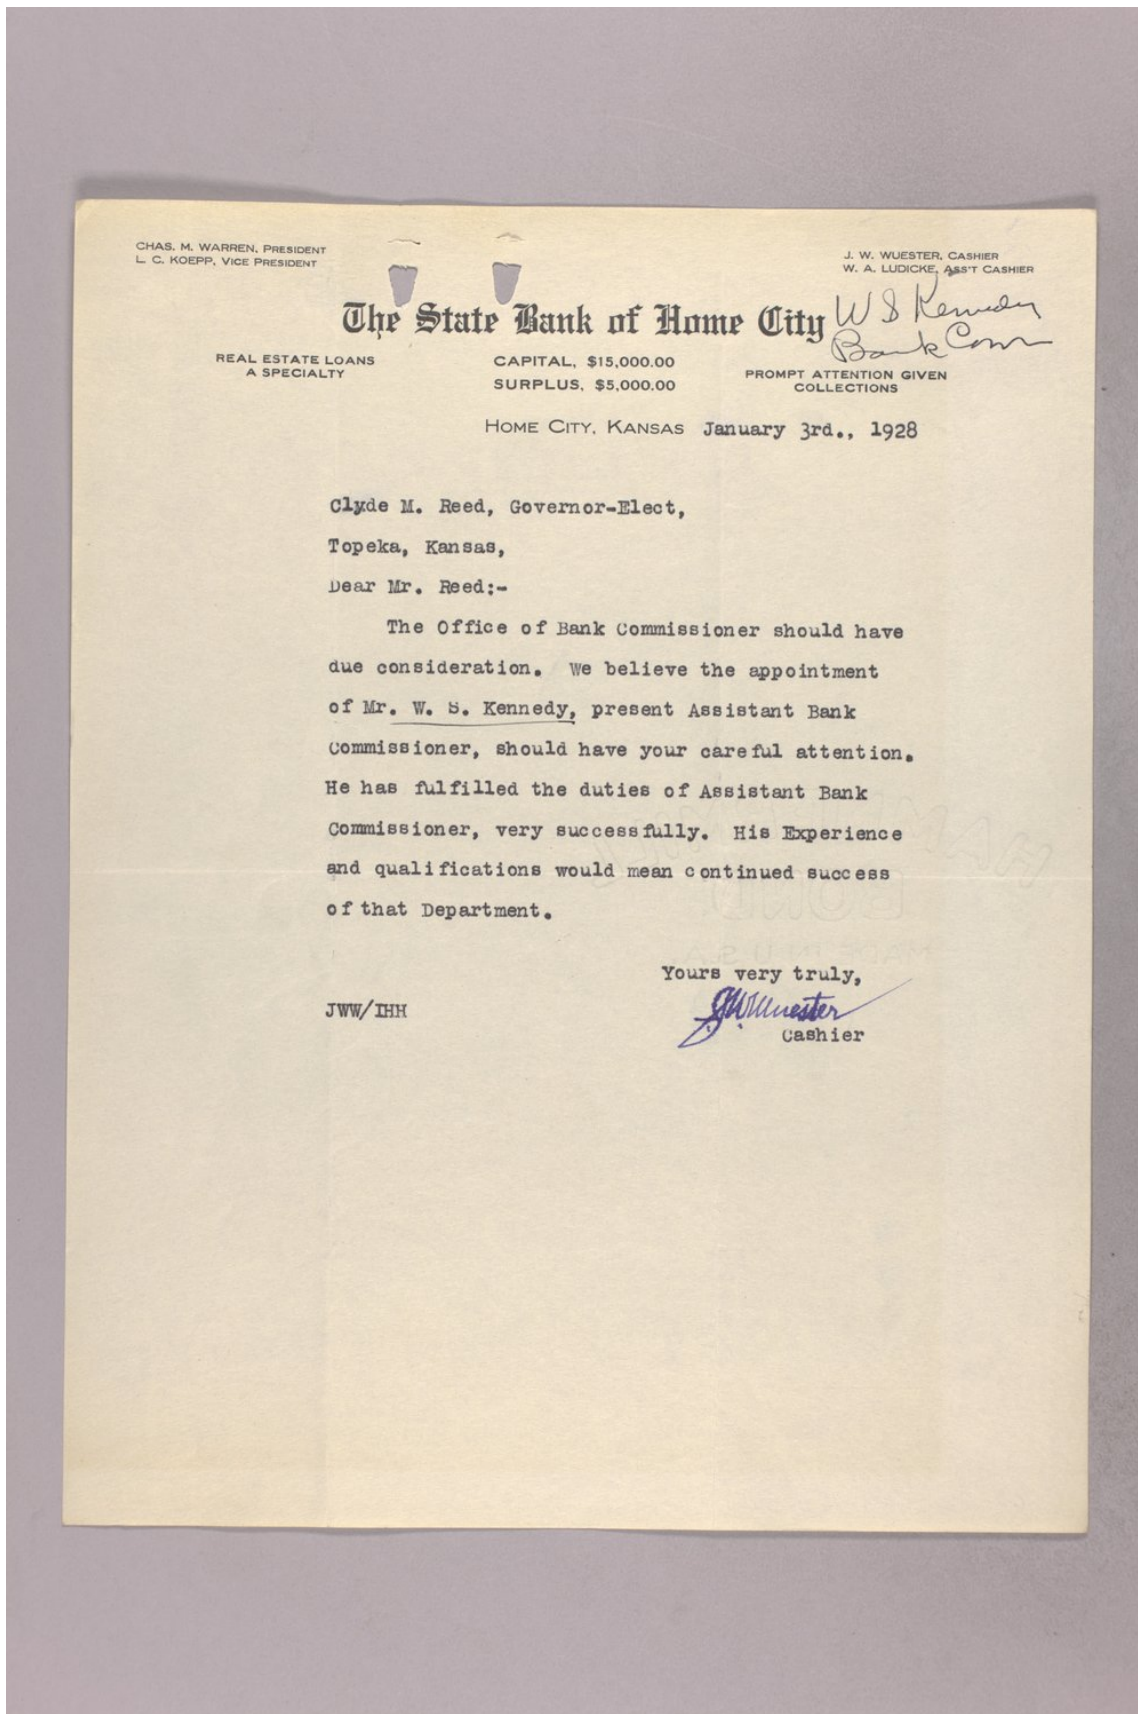 CHAS. M. WARREN, PRESIDENT
L. C. KOEPP, VICE PRESIDENT
J. W. WUESTER, CASHIER
W. A. LUDICKE, ASS'T CASHIER
The State Bank of Home City
W S Kennedy
Bank Com
REAL ESTATE LOANS
A SPECIALTY
CAPITAL, $15,000.00
SURPLUS, $5,000.00
PROMPT ATTENTION GIVEN
COLLECTIONS
HOME CITY, KANSAS January 3rd., 1928
Clyde M. Reed, Governor-Elect,
Topeka, Kansas,
Dear Mr. Reed:-
The Office of Bank Commissioner should have
due consideration. We believe the appointment
of Mr. W. S. Kennedy, present Assistant Bank
Commissioner, should have your careful attention.
He has fulfilled the duties of Assistant Bank
Commissioner, very successfully. His Experience
and qualifications would mean continued success
of that Department.
Yours very truly,
JWW/IHH
J.W. Wuester
Cashier
BOND
MADE IN U.S.A.